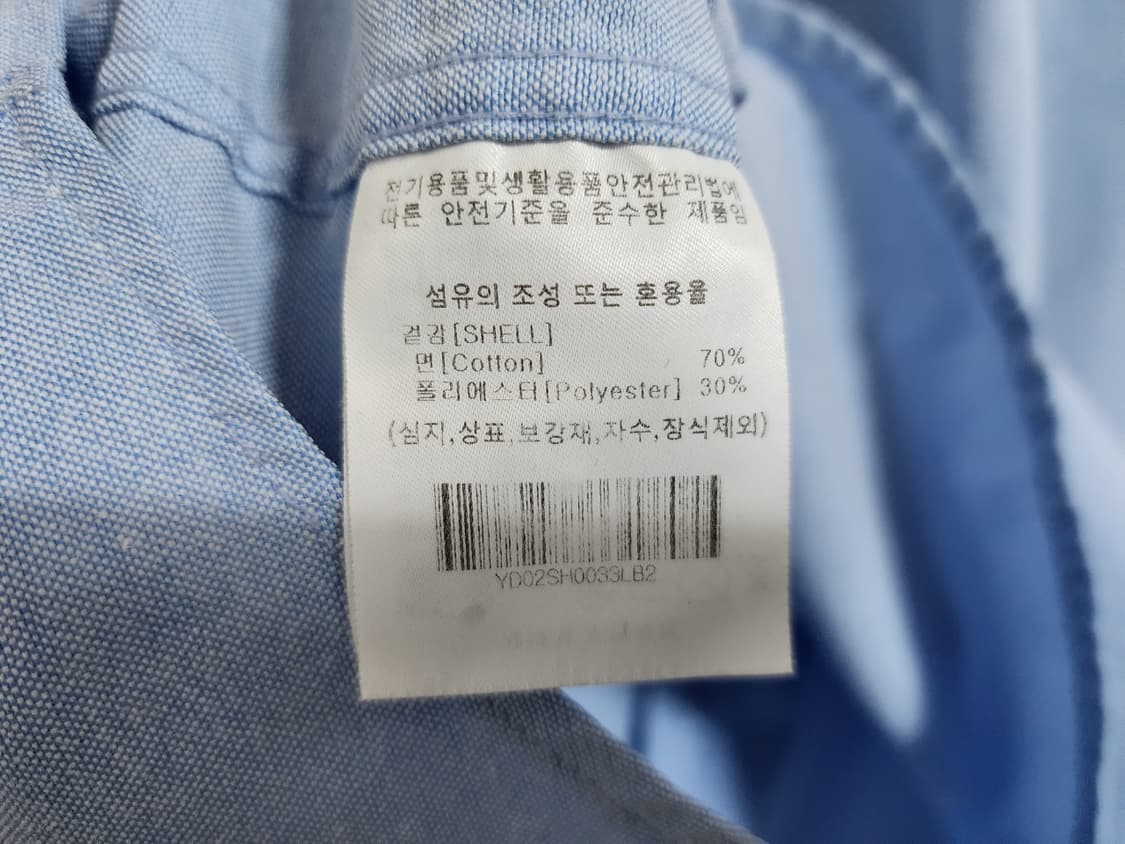 전기용품및생활용품안전관리법에
따른 안전기준을 준수한 제품임
섬유의 조성 또는 혼용율
겉감[SHELL]
면[Cotton] 70%
폴리에스터[Polyester] 30%
(심지,상표,보강재,자수,장식제외)
YD02SH0033LB2